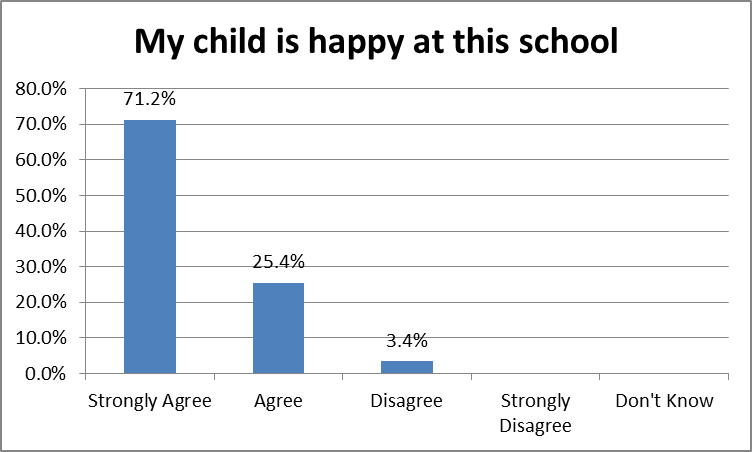 My child is happy at this school
80.0%
70.0%
60.0%
50.0%
40.0%
30.0%
20.0%
10.0%
0.0%
71.2%
25.4%
3.4%
Strongly Agree
Agree
Disagree
Strongly
Disagree
Don't Know